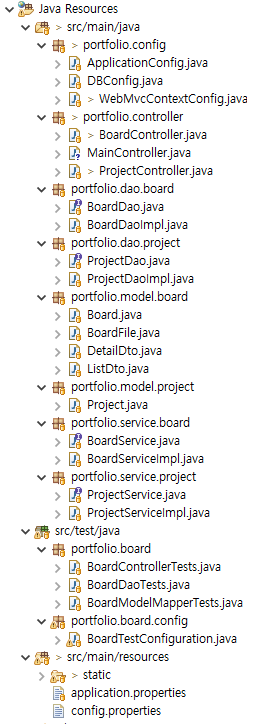 Java Resources
> src/main/java
> portfolio.config
ApplicationConfig.java
DBConfig.java
> WebMvcContextConfig.java
> portfolio.controller
> BoardController.java
MainController.java
> ProjectController.java
portfolio.dao.board
BoardDao.java
BoardDaoImpl.java
portfolio.dao.project
ProjectDao.java
ProjectDaoImpl.java
portfolio.model.board
Board.java
BoardFile.java
DetailDto.java
ListDto.java
portfolio.model.project
Project.java
portfolio.service.board
BoardService.java
BoardServiceImpl.java
portfolio.service.project
ProjectService.java
ProjectServiceImpl.java
src/test/java
portfolio.board
BoardControllerTests.java
BoardDaoTests.java
BoardModelMapperTests.java
portfolio.board.config
BoardTestConfiguration.java
> src/main/resources
> static
application.properties
config.properties